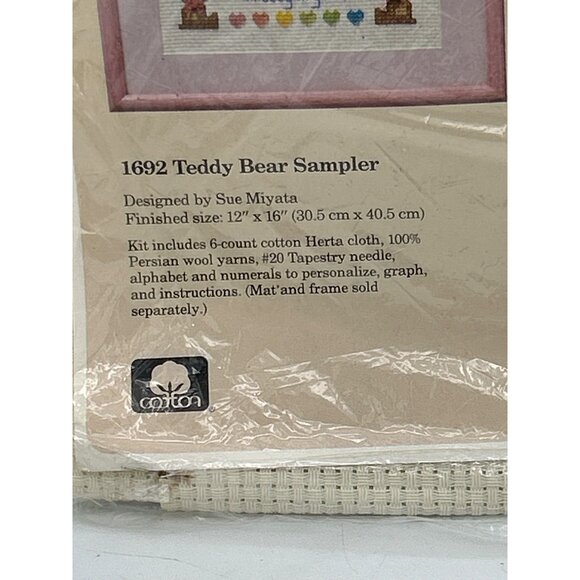 1692 Teddy Bear Sampler
Designed by Sue Miyata
Finished size: 12″ x 16″ (30.5 cm x 40.5 cm)
Kit includes 6-count cotton Herta cloth, 100%
Persian wool yarns, #20 Tapestry needle,
alphabet and numerals to personalize, graph,
and instructions. (Mat and frame sold
separately.)
cotton